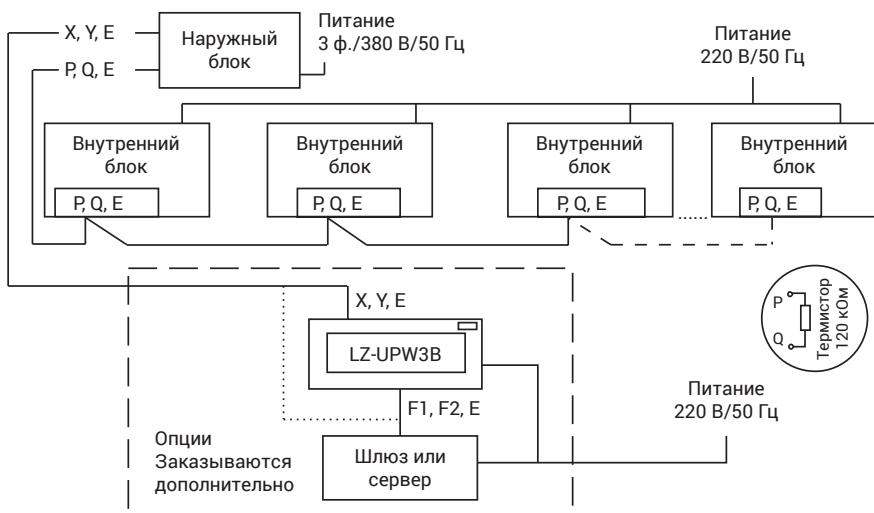 X, Y, E
P, Q, E
Наружный
блок
Питание
3 ф./380 В/50 Гц
Питание
220 В/50 Гц
Внутренний
блок
P, Q, E
Внутренний
блок
P, Q, E
Внутренний
блок
P, Q, E
Внутренний
блок
P, Q, E
X, Y, E
LZ-UPW3B
F1, F2, E
Шлюз или
сервер
Опции
Заказываются
дополнительно
P
Q
Термистор
120 кОм
Питание
220 В/50 Гц